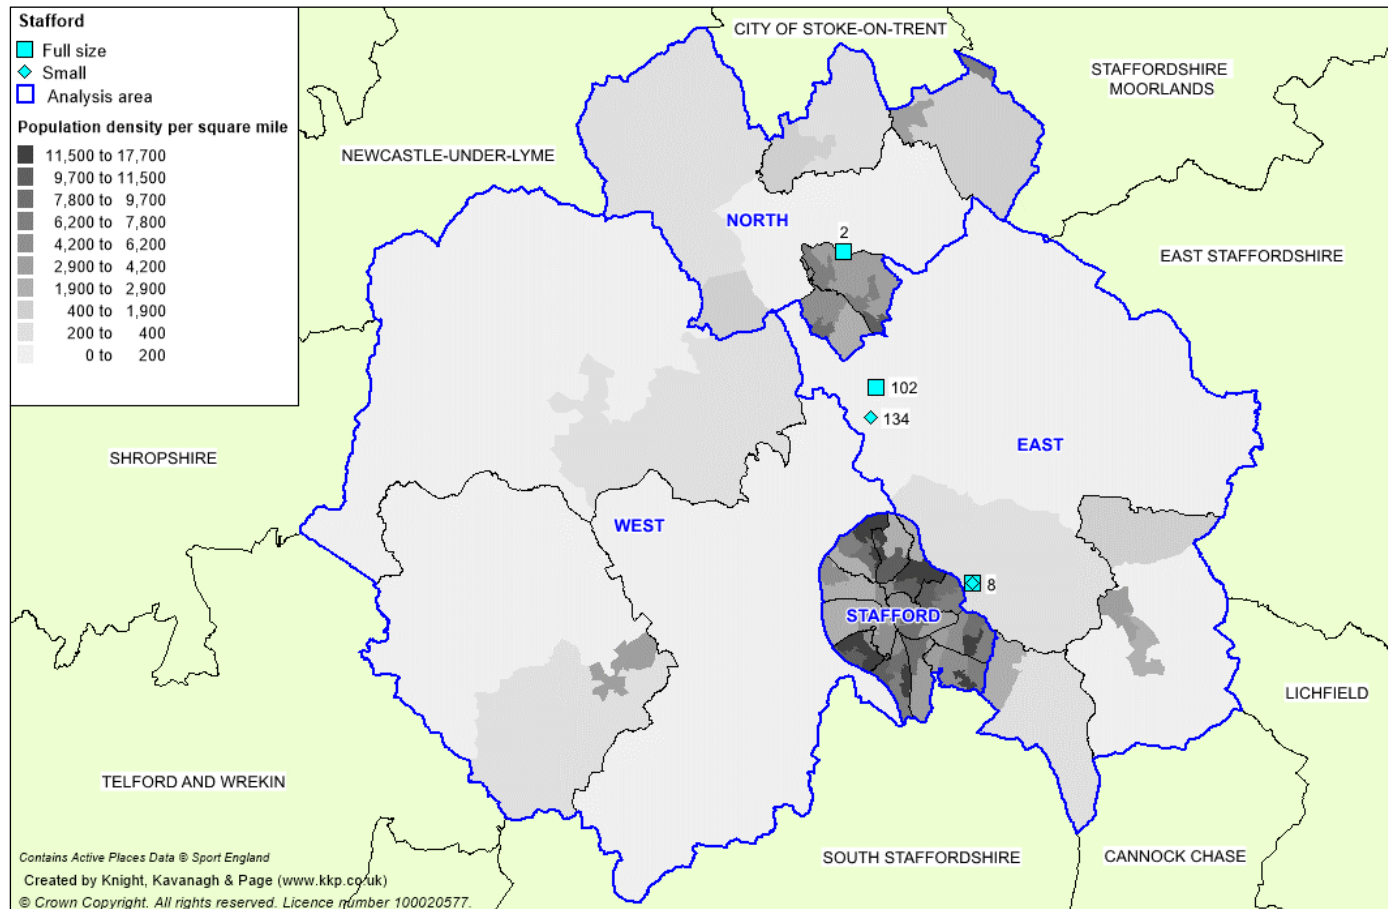 Stafford
Full size
Small
Analysis area
Population density per square mile
11,500 to 17,700
9,700 to 11,500
7,800 to 9,700
6,200 to 7,800
4,200 to 6,200
2,900 to 4,200
1,900 to 2,900
400 to 1,900
200 to 400
0 to 200
CITY OF STOKE-ON-TRENT
STAFFORDSHIRE
MOORLANDS
NEWCASTLE-UNDER-LYME
NORTH
2
EAST STAFFORDSHIRE
102
134
EAST
SHROPSHIRE
WEST
8
STAFFORD
LICHFIELD
TELFORD AND WREKIN
SOUTH STAFFORDSHIRE
CANNOCK CHASE
Contains Active Places Data © Sport England
Created by Knight, Kavanagh & Page (www.kkp.co.uk)
© Crown Copyright. All rights reserved. Licence number 100020577.